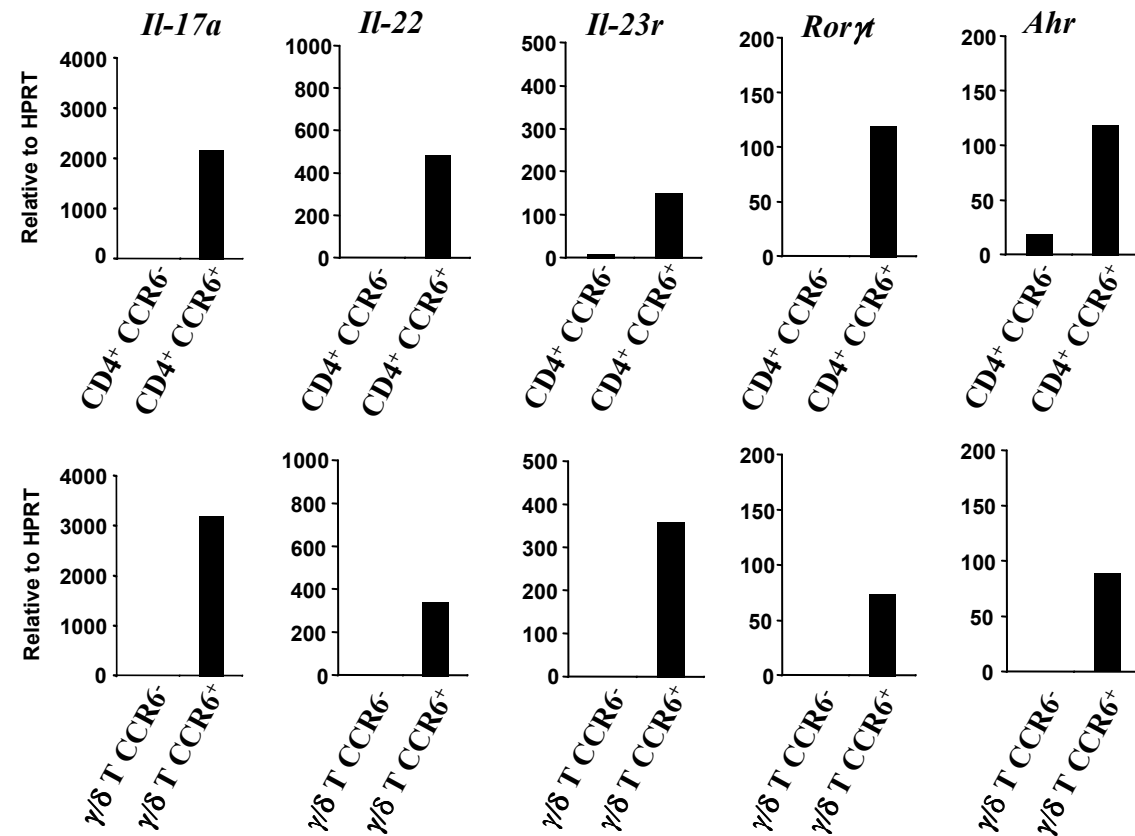 Il-17a Il-22 Il-23r Rorγt Ahr
Relative to HPRT
4000
3000
2000
1000
0
1000
800
600
400
200
0
500
400
300
200
100
0
200
150
100
50
0
200
150
100
50
0
CD4+ CCR6-
CD4+ CCR6+
CD4+ CCR6-
CD4+ CCR6+
CD4+ CCR6-
CD4+ CCR6+
CD4+ CCR6-
CD4+ CCR6+
CD4+ CCR6-
CD4+ CCR6+
Relative to HPRT
4000
3000
2000
1000
0
1000
800
600
400
200
0
500
400
300
200
100
0
200
150
100
50
0
200
150
100
50
0
γ/δ T CCR6-
γ/δ T CCR6+
γ/δ T CCR6-
γ/δ T CCR6+
γ/δ T CCR6-
γ/δ T CCR6+
γ/δ T CCR6-
γ/δ T CCR6+
γ/δ T CCR6-
γ/δ T CCR6+